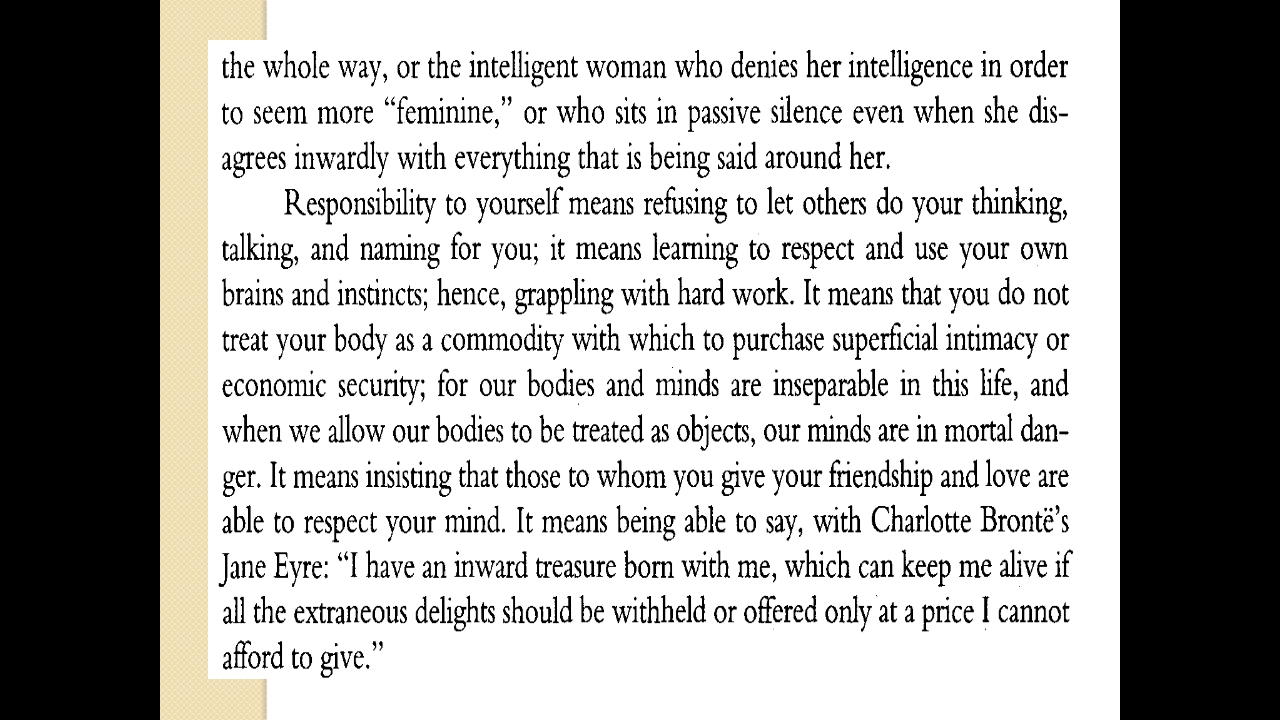 the whole way, or the intelligent woman who denies her intelligence in order
to seem more “feminine,” or who sits in passive silence even when she dis-
agrees inwardly with everything that is being said around her.
Responsibility to yourself means refusing to let others do your thinking,
talking, and naming for you; it means learning to respect and use your own
brains and instincts; hence, grappling with hard work. It means that you do not
treat your body as a commodity with which to purchase superficial intimacy or
economic security; for our bodies and minds are inseparable in this life, and
when we allow our bodies to be treated as objects, our minds are in mortal dan-
ger. It means insisting that those to whom you give your friendship and love are
able to respect your mind. It means being able to say, with Charlotte Brontë’s
Jane Eyre: “I have an inward treasure born with me, which can keep me alive if
all the extraneous delights should be withheld or offered only at a price I cannot
afford to give.”